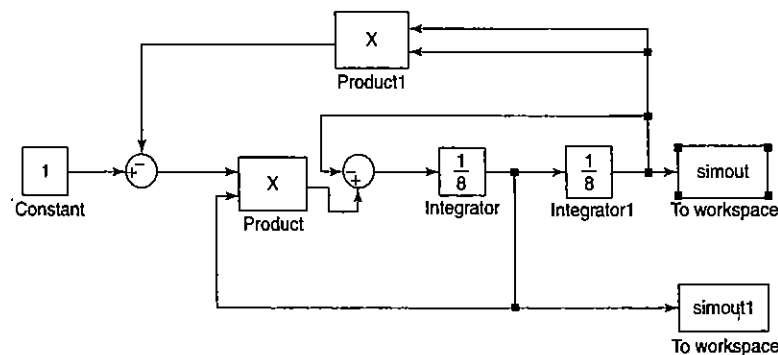 X
Product1
1
Constant
−
+
X
Product
−
+
1
8
Integrator
1
8
Integrator1
simout
To workspace
simout1
To workspace